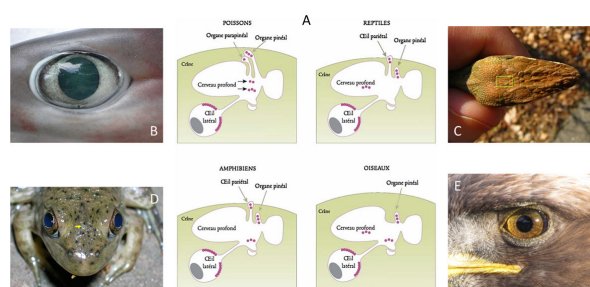 A
POISSONS
Organe parapinéal
Organe pinéal
Crâne
Cerveau profond
Œil
latéral
REPTILES
Œil pariétal
Organe pinéal
Crâne
Cerveau profond
Œil
latéral
B
C
AMPHIBIENS
Œil pariétal
Organe pinéal
Crâne
Cerveau profond
Œil
latéral
OISEAUX
Organe pinéal
Crâne
Cerveau profond
Œil
latéral
D
E